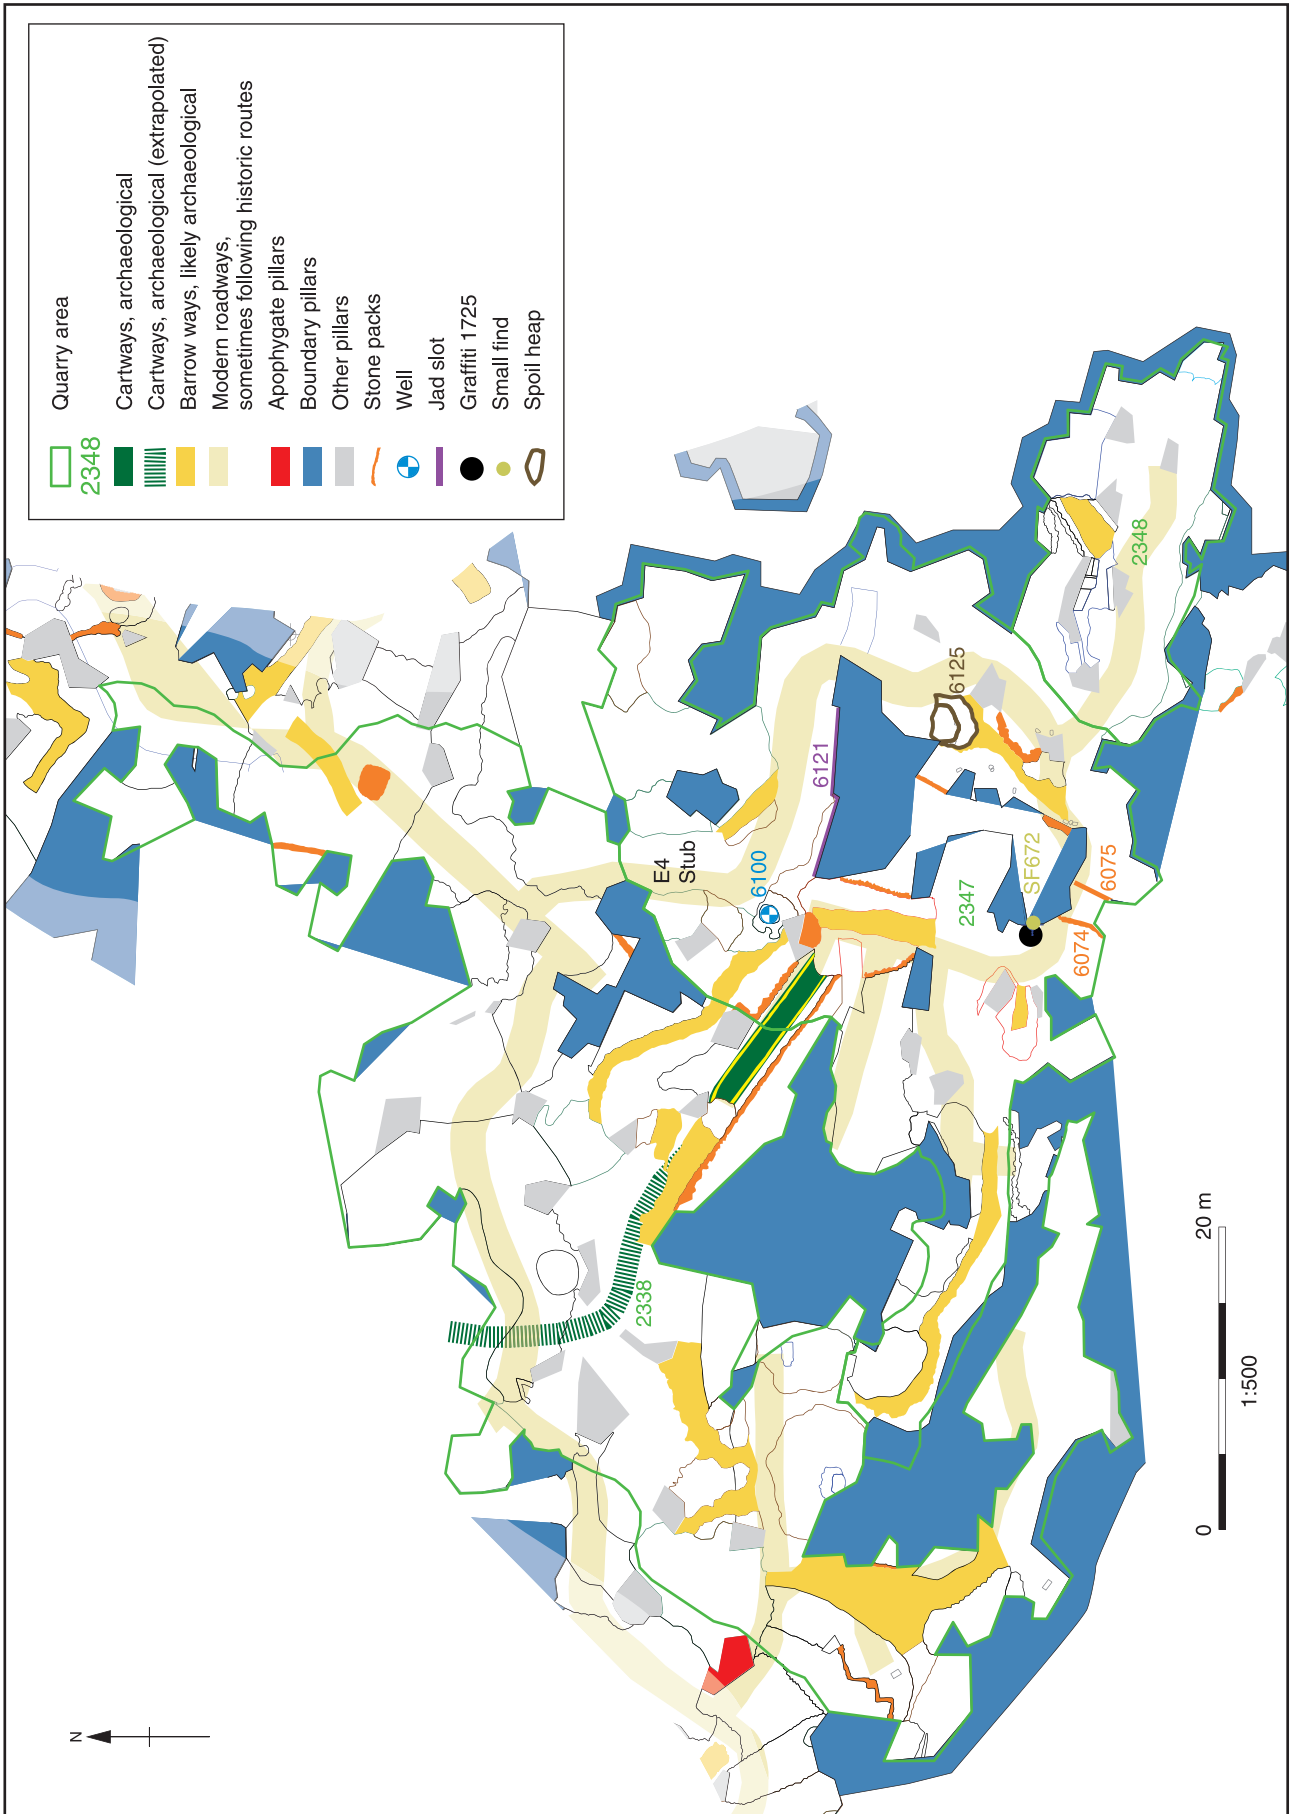 Quarry area
2348
Cartways, archaeological
Cartways, archaeological (extrapolated)
Barrow ways, likely archaeological
Modern roadways,
sometimes following historic routes
Apophygate pillars
Boundary pillars
Other pillars
Stone packs
Well
Jad slot
Graffiti 1725
Small find
Spoil heap
N
E4
Stub
6100
6121
6125
2348
2347
SF672
6075
6074
2338
0
20 m
1:500